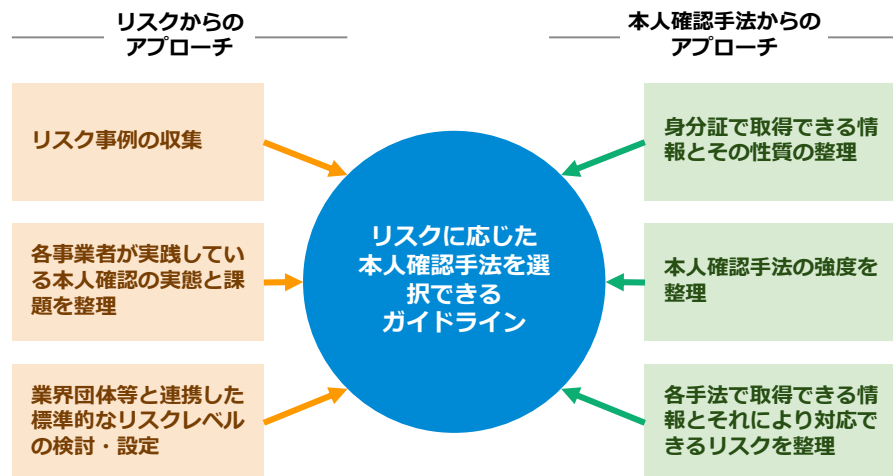 リスクからの
アプローチ
本人確認手法からの
アプローチ
リスク事例の収集
各事業者が実践してい
る本人確認の実態と課
題を整理
業界団体等と連携した
標準的なリスクレベル
の検討・設定
リスクに応じた
本人確認手法を選
択できる
ガイドライン
身分証で取得できる情
報とその性質の整理
本人確認手法の強度を
整理
各手法で取得できる情
報とそれにより対応で
きるリスクを整理